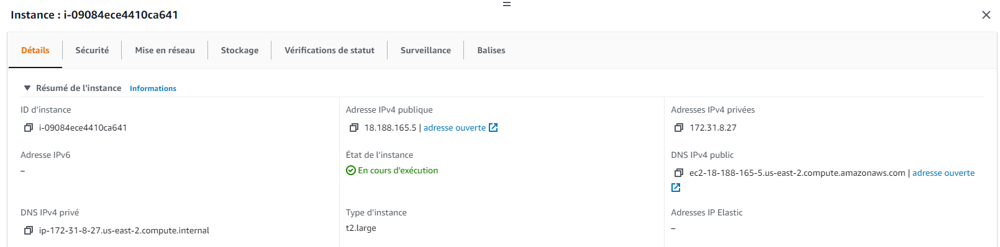 Instance : i-09084ece4410ca641
Détails
Sécurité
Mise en réseau
Stockage
Vérifications de statut
Surveillance
Balises
Résumé de l'instance Informations
ID d’instance
i-09084ece4410ca641
Adresse IPv4 publique
18.188.165.5 | adresse ouverte
Adresses IPv4 privées
172.31.8.27
Adresse IPv6
–
État de l’instance
En cours d'exécution
DNS IPv4 public
ec2-18-188-165-5.us-east-2.compute.amazonaws.com | adresse ouverte
DNS IPv4 privé
ip-172-31-8-27.us-east-2.compute.internal
Type d’instance
t2.large
Adresses IP Elastic
–